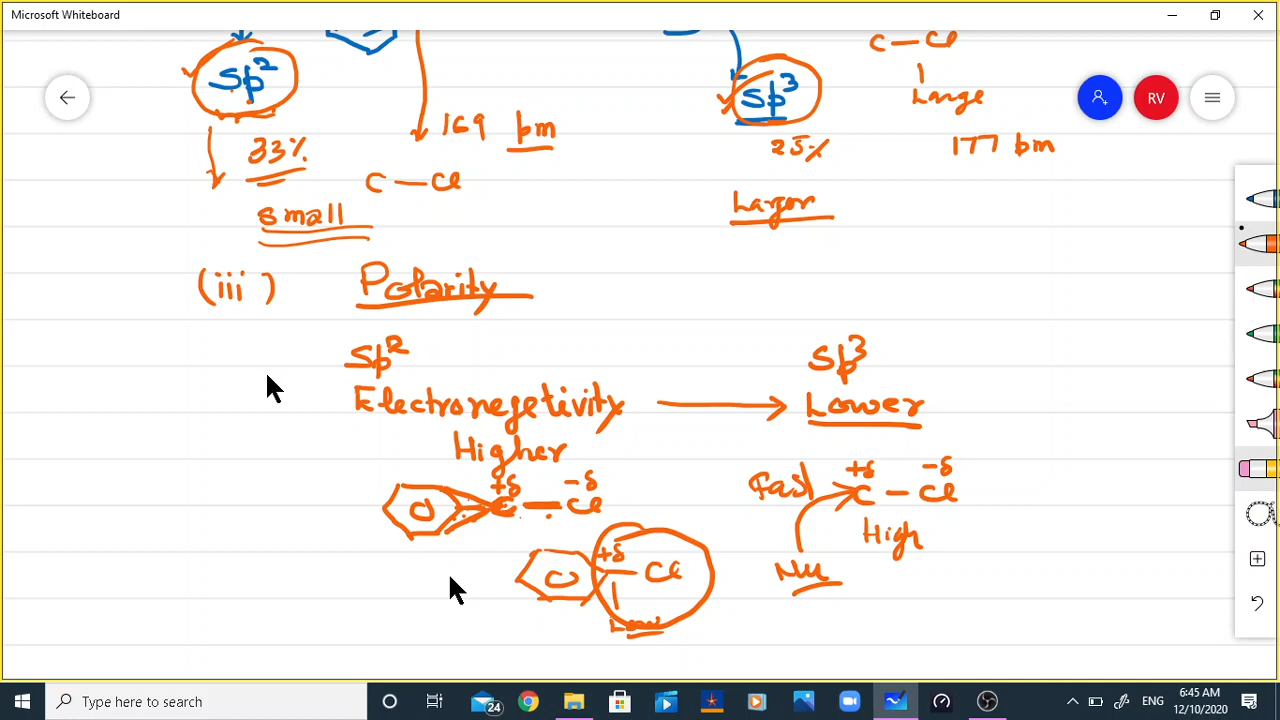 Microsoft Whiteboard
Sp2
Sp3
C — Cl
Large
RV
169 pm
33%
25%
177 pm
C — Cl
Small
Larger
(iii) Polarity
Sp2
Sp3
Electronegetivity
Lower
Higher
+δ -δ
C — Cl
Fast
+δ -δ
C — Cl
High
Nu
+δ
Cl
Low
24
Type here to search
ENG
6:45 AM
12/10/2020